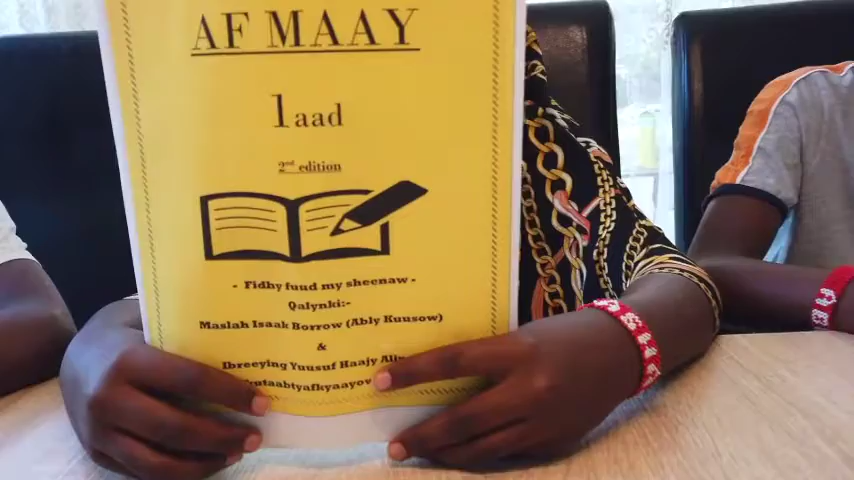 AF MAAY
1aad
2nd edition
- Fidhy fuud my sheenaw -
Qalynki:-
Maslah Isaak Borrow (Ably Kuusow)
&
Ibreeying Yuusuf Haajy